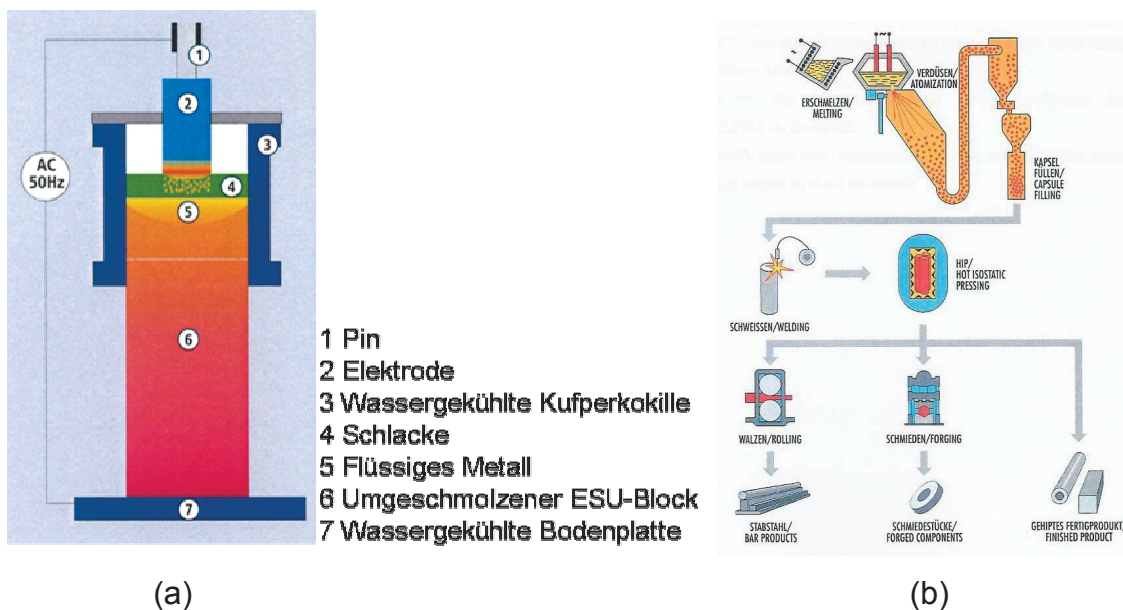 1
2
3
AC
50Hz
4
5
6
7
1 Pin
2 Elektrode
3 Wassergekühlte Kufperkokille
4 Schlacke
5 Flüssiges Metall
6 Umgeschmolzener ESU-Block
7 Wassergekühlte Bodenplatte
(a)
ERSCHMELZEN/
MELTING
VERDÜSEN/
ATOMIZATION
KAPSEL
FÜLLEN/
CAPSULE
FILLING
HIP/
HOT ISOSTATIC
PRESSING
SCHWEISSEN/WELDING
WALZEN/ROLLING
SCHMIEDEN/FORGING
STABSTAHL/
BAR PRODUCTS
SCHMIEDESTÜCKE/
FORGED COMPONENTS
GEHIPTES FERTIGPRODUKT,
FINISHED PRODUCT
(b)